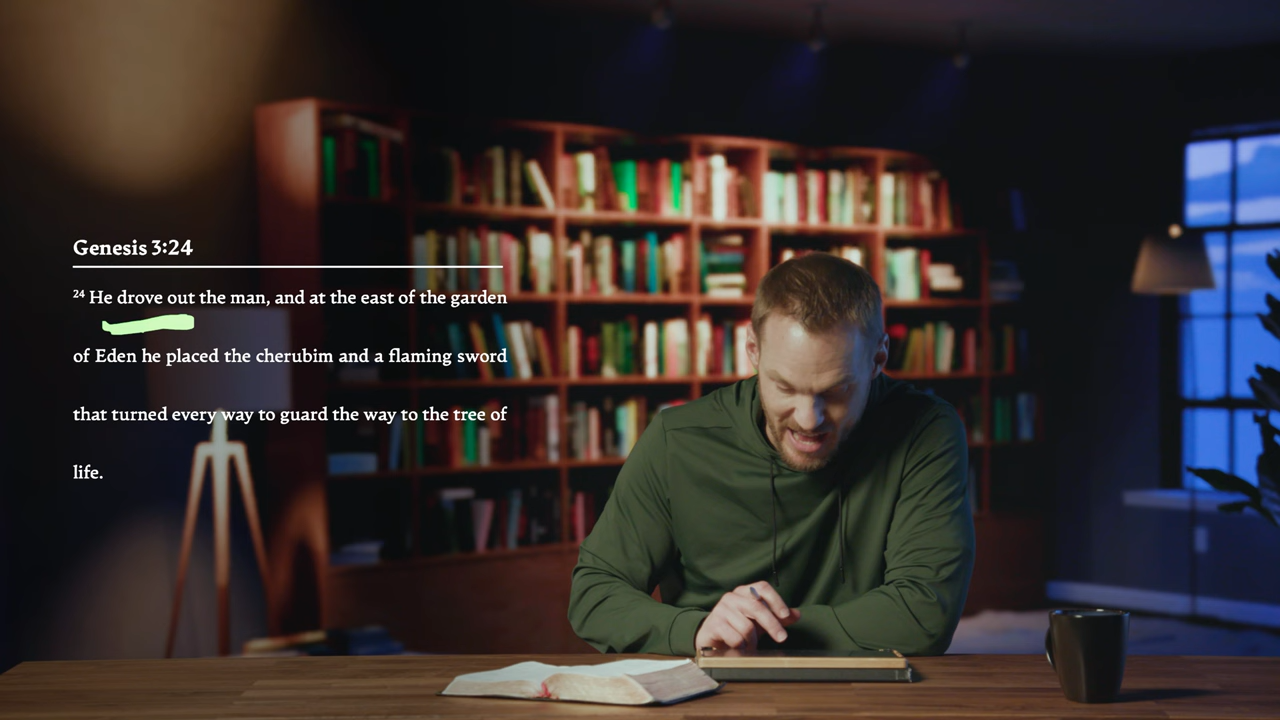 Genesis 3:24
24 He drove out the man, and at the east of the garden
of Eden he placed the cherubim and a flaming sword
that turned every way to guard the way to the tree of
life.